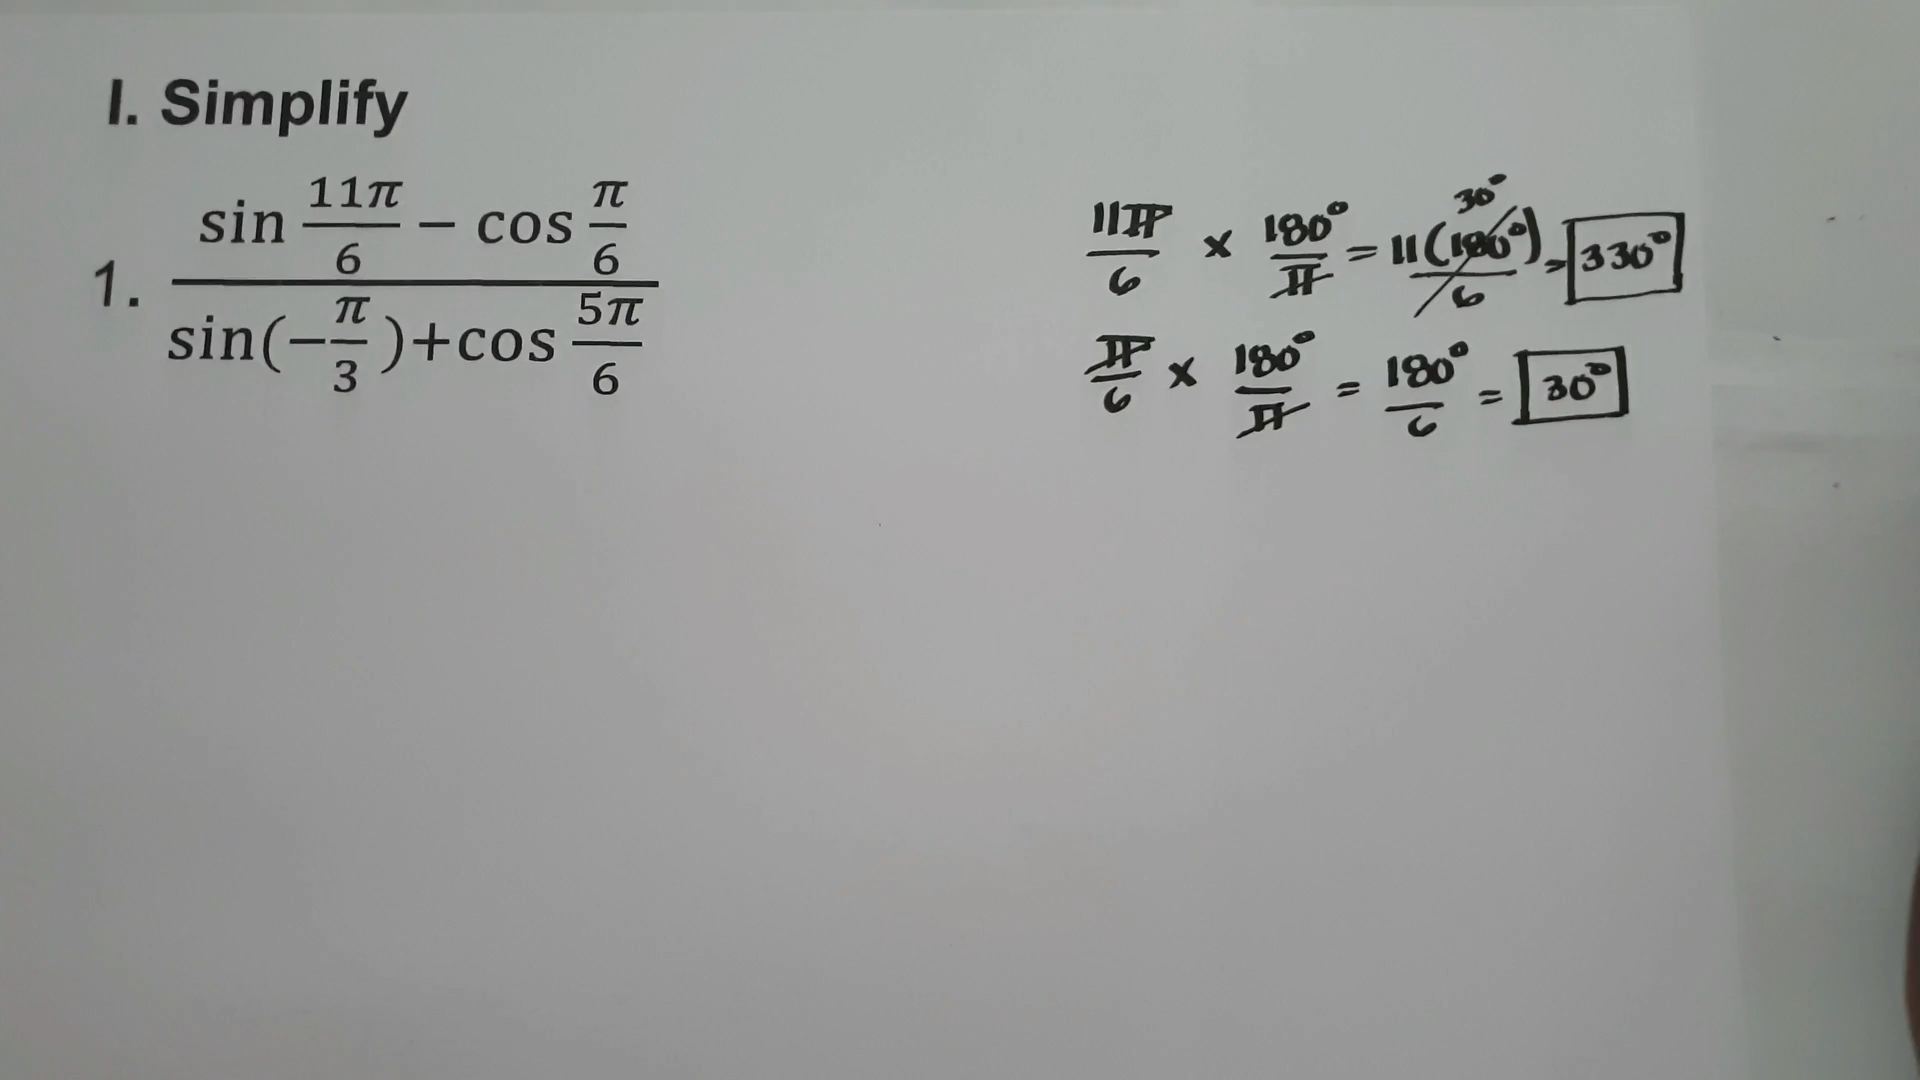 I. Simplify
1. (sin 11π/6 − cos π/6) / (sin(−π/3)+cos 5π/6)
11π/6 x 180°/π = 11(180°)/6 30° = 330°
π/6 x 180°/π = 180°/6 = 30°